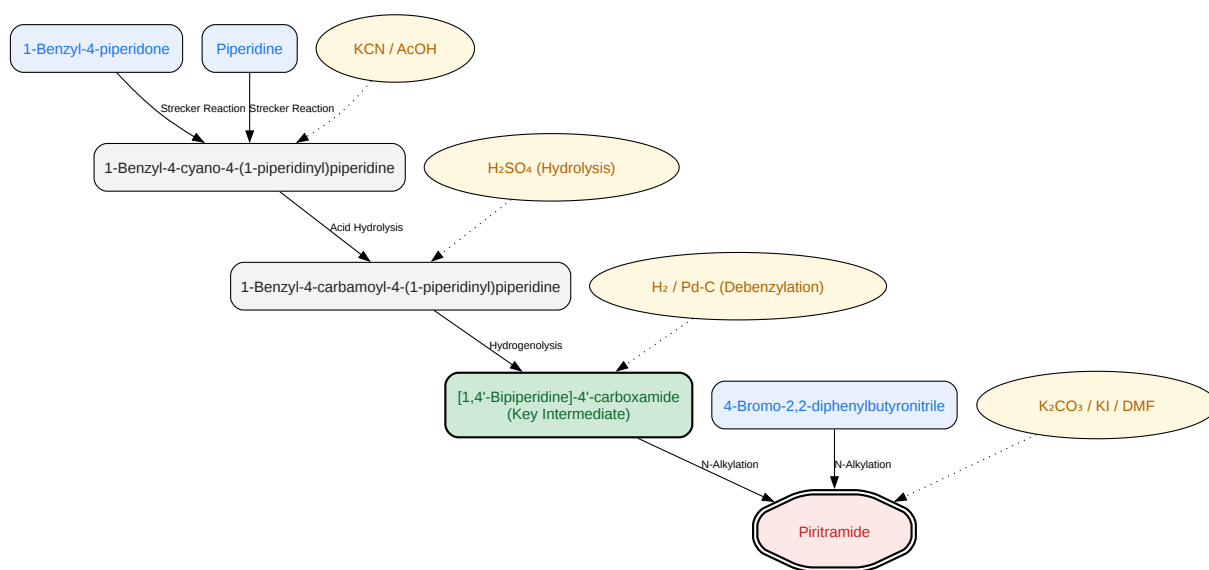 1-Benzyl-4-piperidone
Piperidine
KCN / AcOH
Strecker Reaction
Strecker Reaction
1-Benzyl-4-cyano-4-(1-piperidinyl)piperidine
H₂SO₄ (Hydrolysis)
Acid Hydrolysis
1-Benzyl-4-carbamoyl-4-(1-piperidinyl)piperidine
H₂ / Pd-C (Debenzylation)
Hydrogenolysis
[1,4'-Bipiperidine]-4'-carboxamide
(Key Intermediate)
4-Bromo-2,2-diphenylbutyronitrile
K₂CO₃ / KI / DMF
N-Alkylation
N-Alkylation
Piritramide